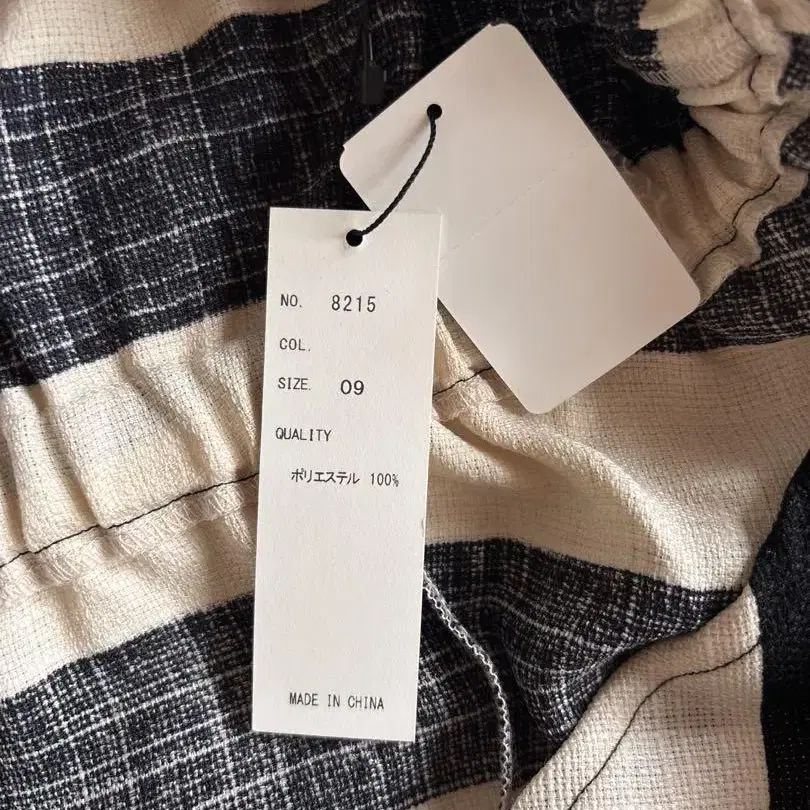 NO. 8215
COL.
SIZE. 09
QUALITY
ポリエステル 100%
MADE IN CHINA